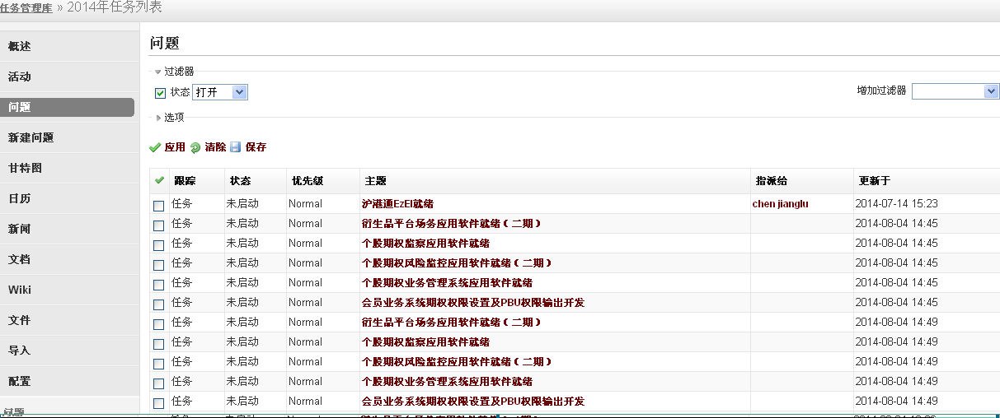 任务管理库 » 2014年任务列表
概述
活动
问题
新建问题
甘特图
日历
新闻
文档
Wiki
文件
导入
配置
问题
问题
过滤器
状态 打开 增加过滤器
选项
应用 清除 保存
跟踪 状态 优先级 主题 指派给 更新于
任务 未启动 Normal 沪港通EzEI就绪 chen jianglu 2014-07-14 15:23
任务 未启动 Normal 衍生品平台场务应用软件就绪（二期） 2014-08-04 14:45
任务 未启动 Normal 个股期权监察应用软件就绪 2014-08-04 14:45
任务 未启动 Normal 个股期权风险监控应用软件就绪（二期） 2014-08-04 14:45
任务 未启动 Normal 个股期权业务管理系统应用软件就绪 2014-08-04 14:45
任务 未启动 Normal 会员业务系统期权权限设置及PBU权限输出开发 2014-08-04 14:45
任务 未启动 Normal 衍生品平台场务应用软件就绪（二期） 2014-08-04 14:49
任务 未启动 Normal 个股期权监察应用软件就绪 2014-08-04 14:49
任务 未启动 Normal 个股期权风险监控应用软件就绪（二期） 2014-08-04 14:49
任务 未启动 Normal 个股期权业务管理系统应用软件就绪 2014-08-04 14:49
任务 未启动 Normal 会员业务系统期权权限设置及PBU权限输出开发 2014-08-04 14:49